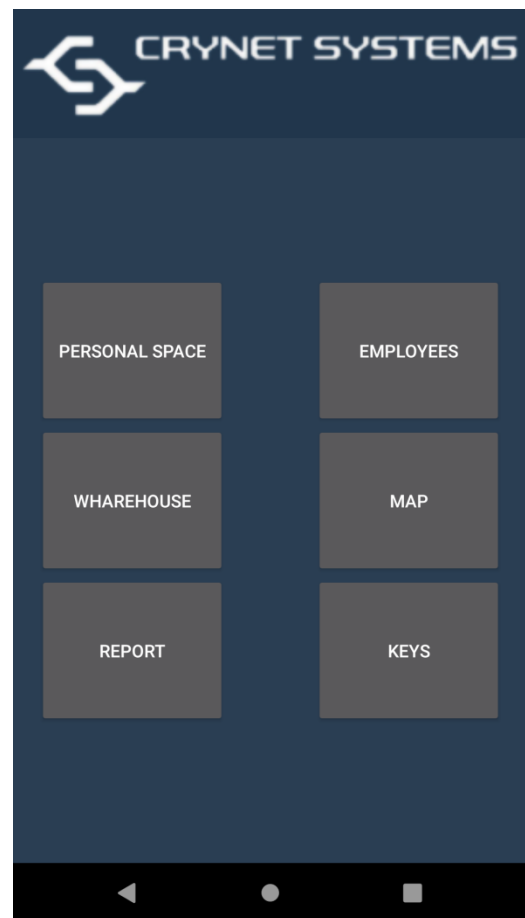 CRYNET SYSTEMS
PERSONAL SPACE
EMPLOYEES
WHAREHOUSE
MAP
REPORT
KEYS